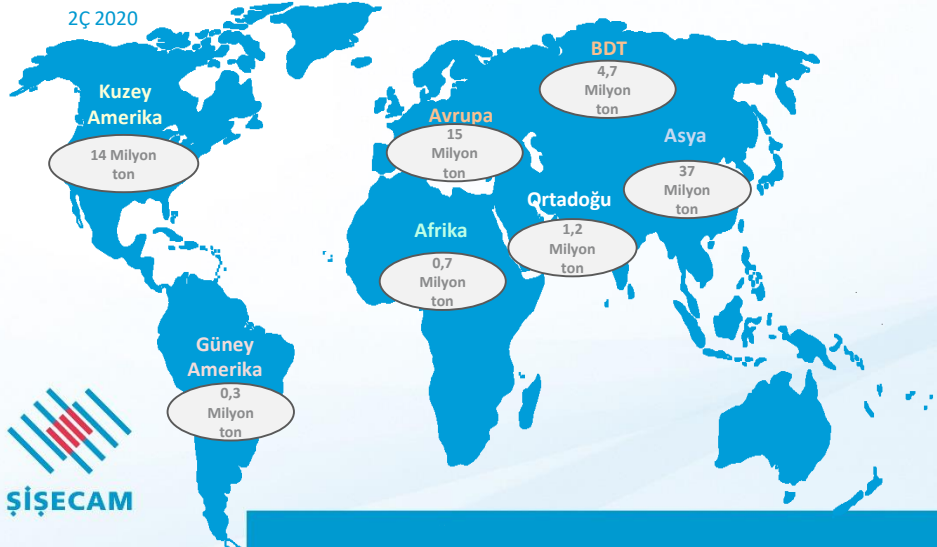 2Ç 2020
Kuzey
Amerika
14 Milyon
ton
Avrupa
15
Milyon
ton
BDT
4,7
Milyon
ton
Asya
37
Milyon
ton
Ortadoğu
1,2
Milyon
ton
Afrika
0,7
Milyon
ton
Güney
Amerika
0,3
Milyon
ton
ŞİŞECAM